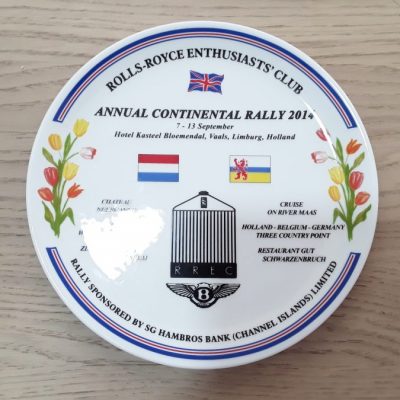 ROLLS-ROYCE ENTHUSIASTS' CLUB
ANNUAL CONTINENTAL RALLY 2014
7 - 13 September
Hotel Kasteel Bloemendal, Vaals, Limburg, Holland
CHATEAU
CRUISE
ON RIVER MAAS
HOLLAND - BELGIUM - GERMANY
THREE COUNTRY POINT
RESTAURANT GUT
SCHWARZENBRUCH
R R E C
B
RALLY SPONSORED BY SG HAMBROS BANK (CHANNEL ISLANDS) LIMITED